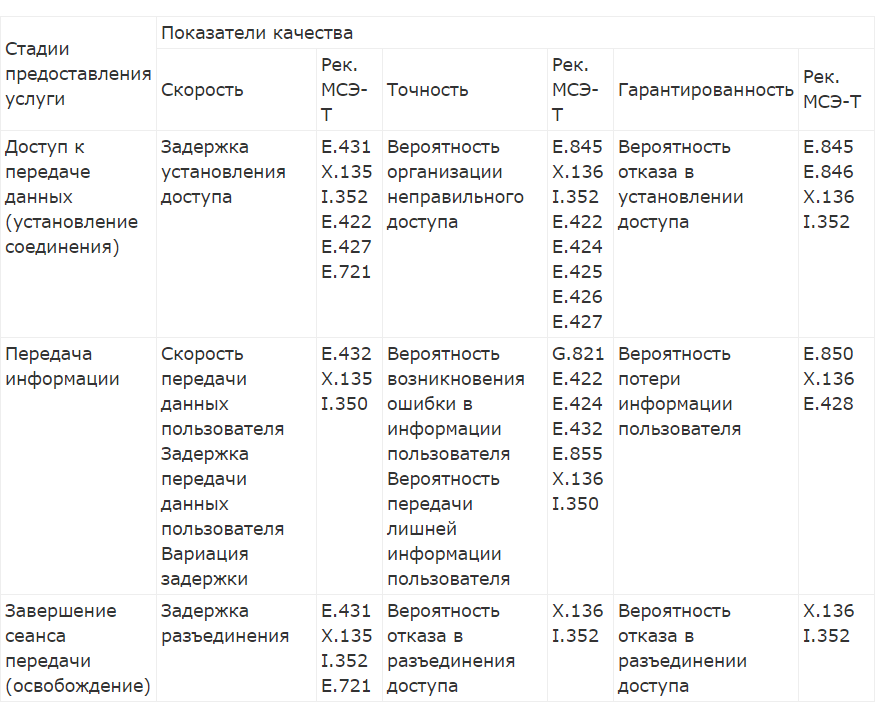 Стадии
предоставления
услуги
Показатели качества
Скорость
Рек.
МСЭ-
Т
Точность
Рек.
МСЭ-
Т
Гарантированность
Рек.
МСЭ-Т
Доступ к
передаче
данных
(установление
соединения)
Задержка
установления
доступа
E.431
X.135
I.352
E.422
E.427
E.721
Вероятность
организации
неправильного
доступа
E.845
X.136
I.352
E.422
E.424
E.425
E.426
E.427
Вероятность
отказа в
установлении
доступа
E.845
E.846
X.136
I.352
Передача
информации
Скорость
передачи
данных
пользователя
Задержка
передачи
данных
пользователя
Вариация
задержки
E.432
X.135
I.350
Вероятность
возникновения
ошибки в
информации
пользователя
Вероятность
передачи
лишней
информации
пользователя
G.821
E.422
E.424
E.432
E.855
X.136
I.350
Вероятность
потери
информации
пользователя
E.850
X.136
E.428
Завершение
сеанса
передачи
(освобождение)
Задержка
разъединения
E.431
X.135
I.352
E.721
Вероятность
отказа в
разъединения
доступа
X.136
I.352
Вероятность
отказа в
разъединении
доступа
X.136
I.352